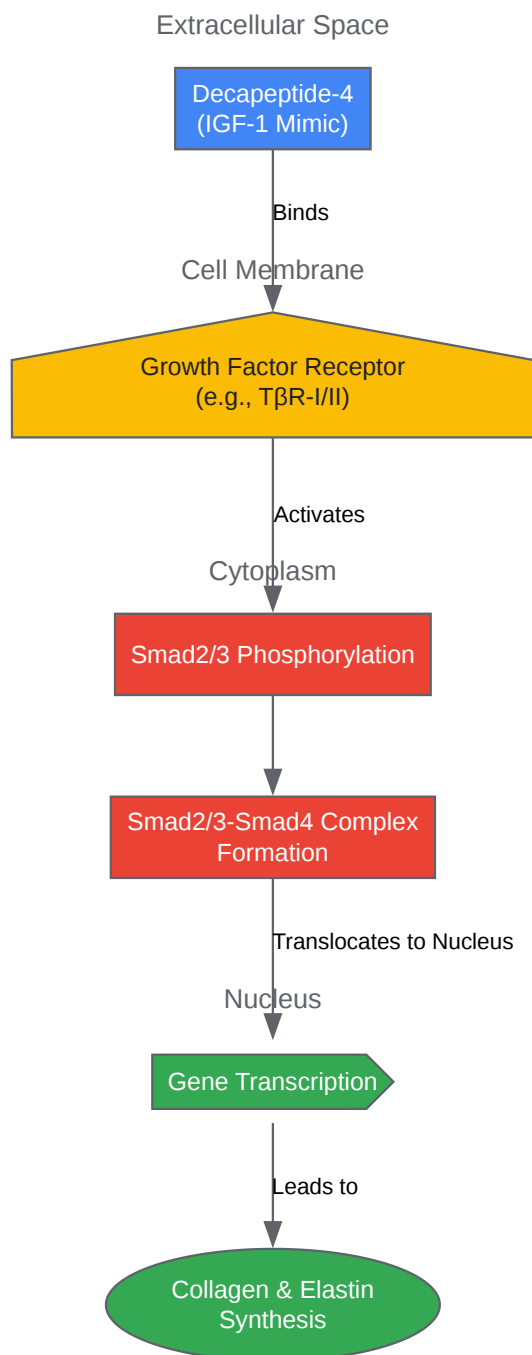 Extracellular Space
Decapeptide-4
(IGF-1 Mimic)
Binds
Cell Membrane
Growth Factor Receptor
(e.g., TβR-I/II)
Activates
Cytoplasm
Smad2/3 Phosphorylation
Smad2/3-Smad4 Complex
Formation
Translocates to Nucleus
Nucleus
Gene Transcription
Leads to
Collagen & Elastin
Synthesis